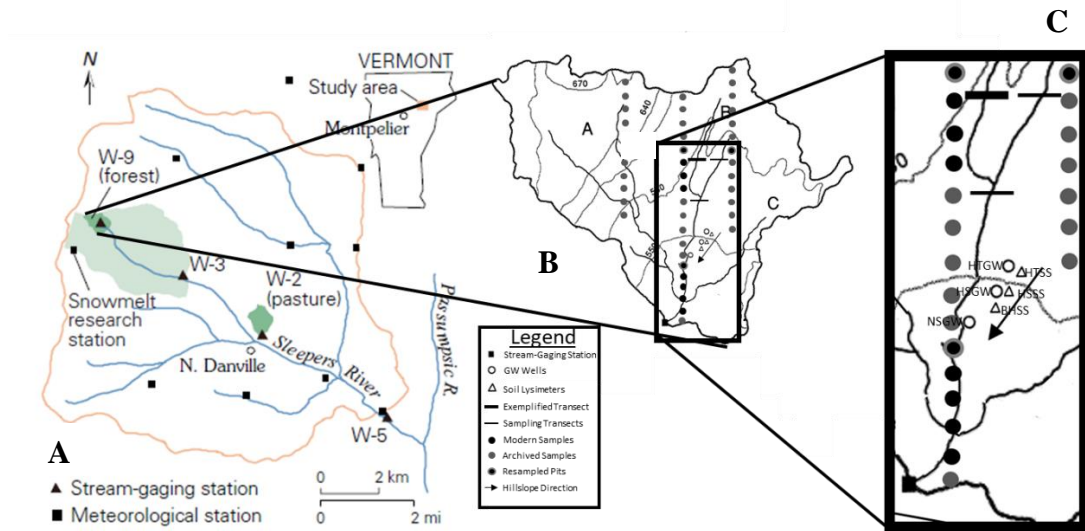 C
N
VERMONT
Study area
Montpelier
W-9
(forest)
W-3
W-2
(pasture)
Snowmelt
research
station
N. Danville
Sleepers River
W-5
Passumpsic R.
A
0 2 km
0 2 mi
Stream-gaging station
Meteorological station
B
670
640
A
B
C
Legend
Stream-Gaging Station
GW Wells
Soil Lysimeters
Exemplified Transect
Sampling Transects
Modern Samples
Archived Samples
Resampled Pits
Hillslope Direction
HTGW
HTSS
HSGW
HSSS
BHSS
NSGW